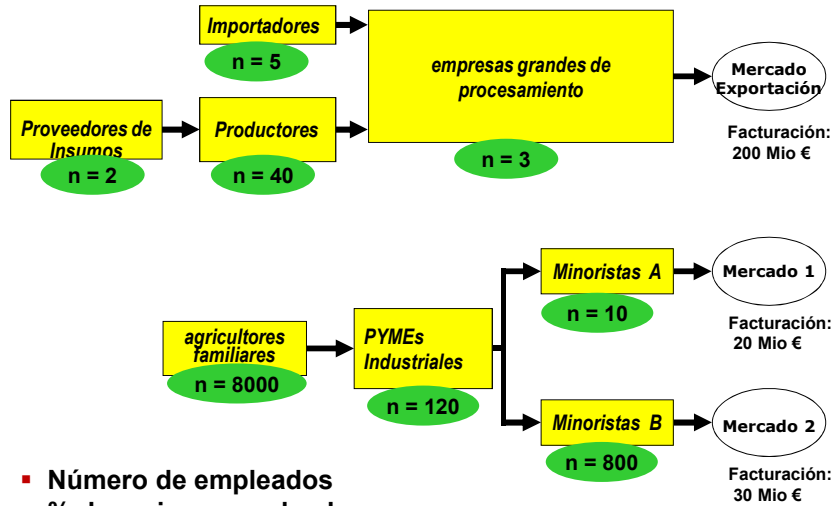 Importadores
n = 5
empresas grandes de
procesamiento
n = 3
Mercado
Exportación
Facturación:
200 Mio €
Proveedores de
Insumos
n = 2
Productores
n = 40
agricultores
familiares
n = 8000
PYMEs
Industriales
n = 120
Minoristas A
n = 10
Mercado 1
Facturación:
20 Mio €
Minoristas B
n = 800
Mercado 2
Facturación:
30 Mio €
▪ Número de empleados